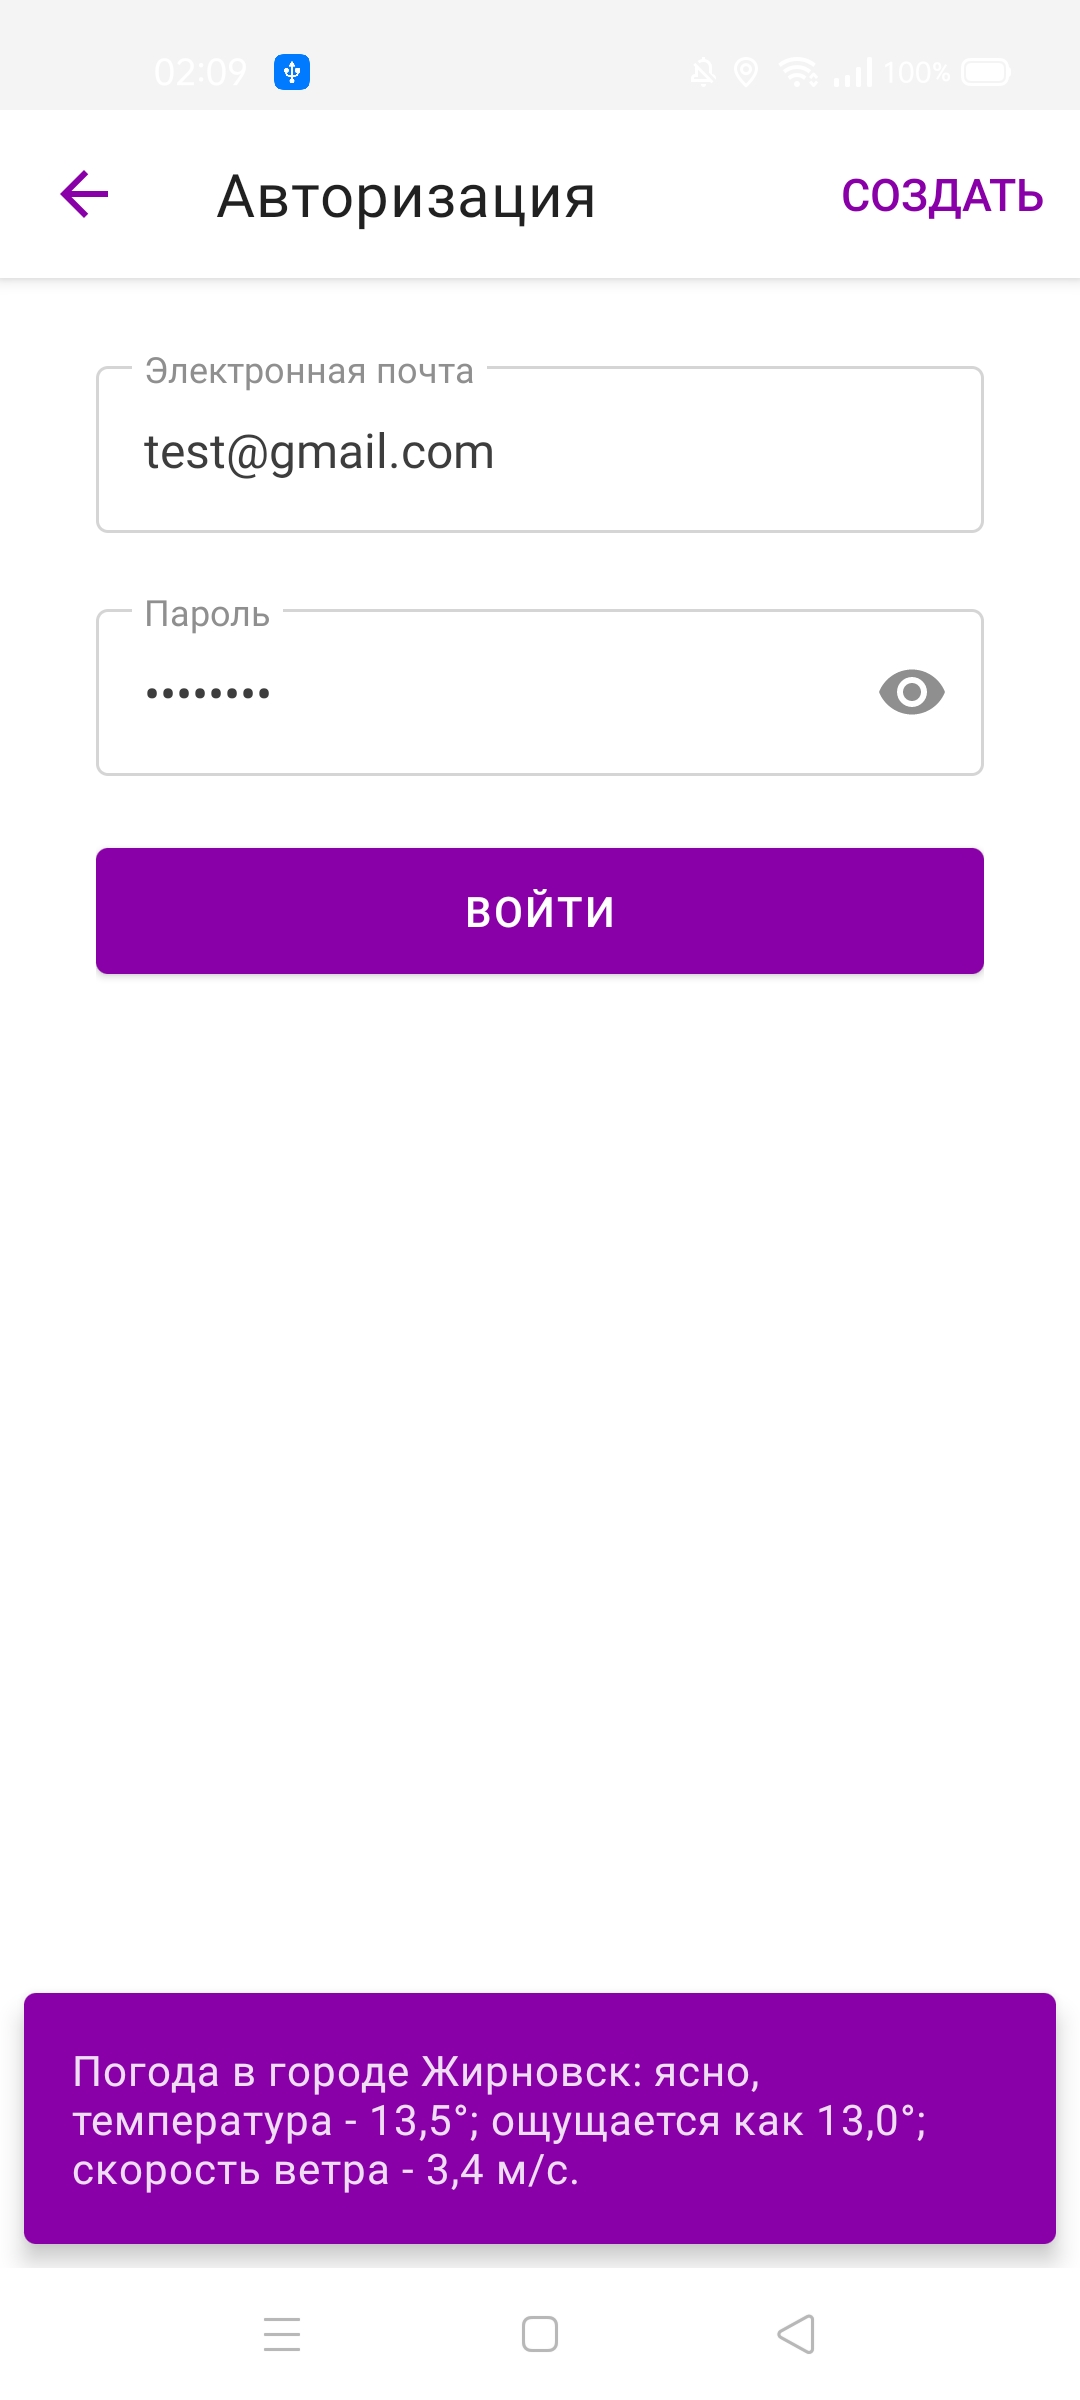 02:09
100%
Авторизация
СОЗДАТЬ
Электронная почта
test@gmail.com
Пароль
••••••••
ВОЙТИ
Погода в городе Жирновск: ясно,
температура - 13,5°; ощущается как 13,0°;
скорость ветра - 3,4 м/с.